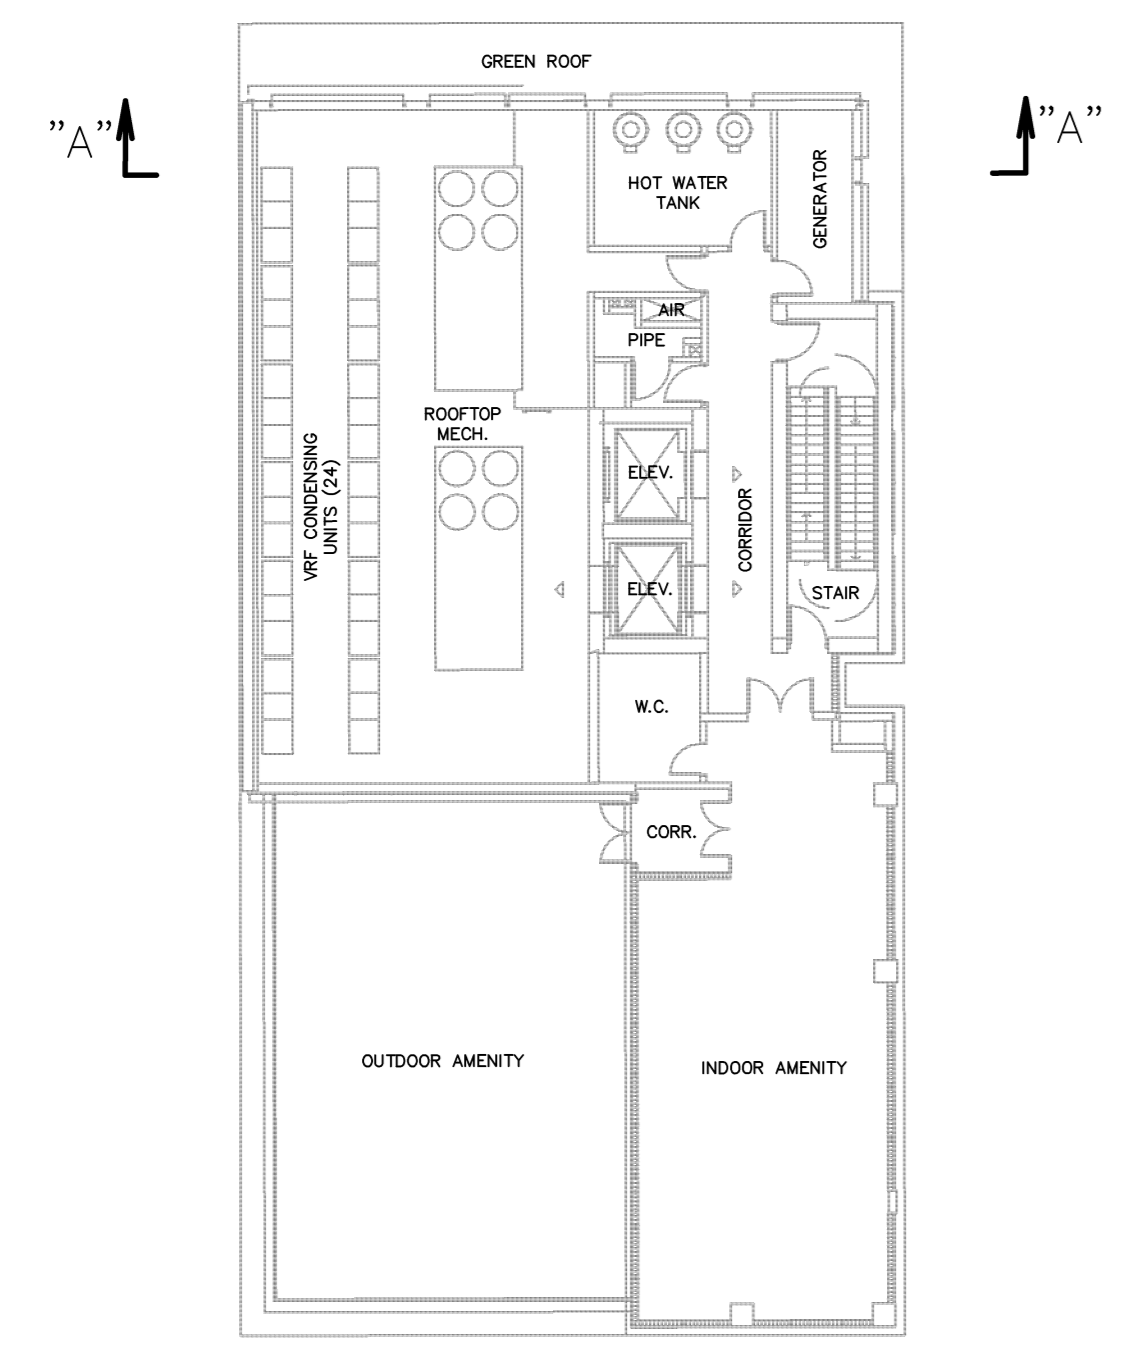 GREEN ROOF
"A"
"A"
HOT WATER
TANK
GENERATOR
AIR
PIPE
ROOFTOP
MECH.
VRF CONDENSING
UNITS (24)
ELEV.
CORRIDOR
ELEV.
STAIR
W.C.
CORR.
OUTDOOR AMENITY
INDOOR AMENITY